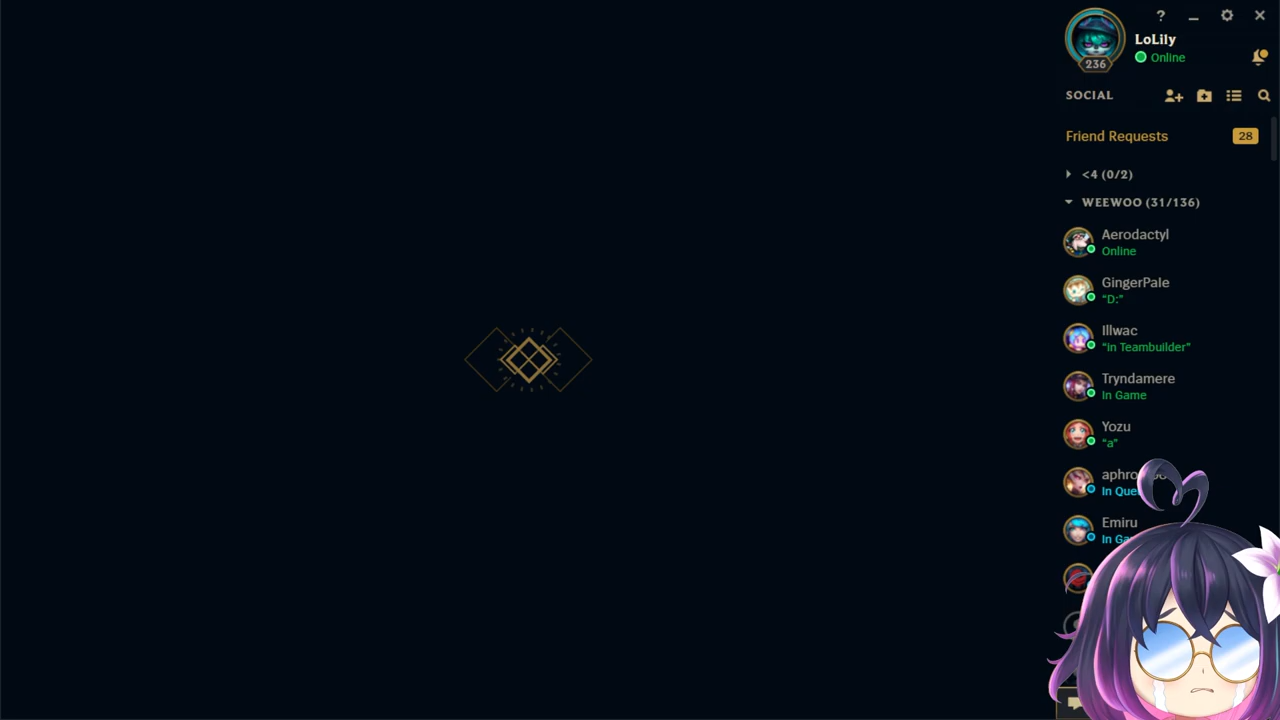 ?
LoLily
Online
236
SOCIAL
Friend Requests
28
<4 (0/2)
WEEWOO (31/136)
Aerodactyl
Online
GingerPale
"D:"
Illwac
"in Teambuilder"
Tryndamere
In Game
Yozu
"a"
Emiru